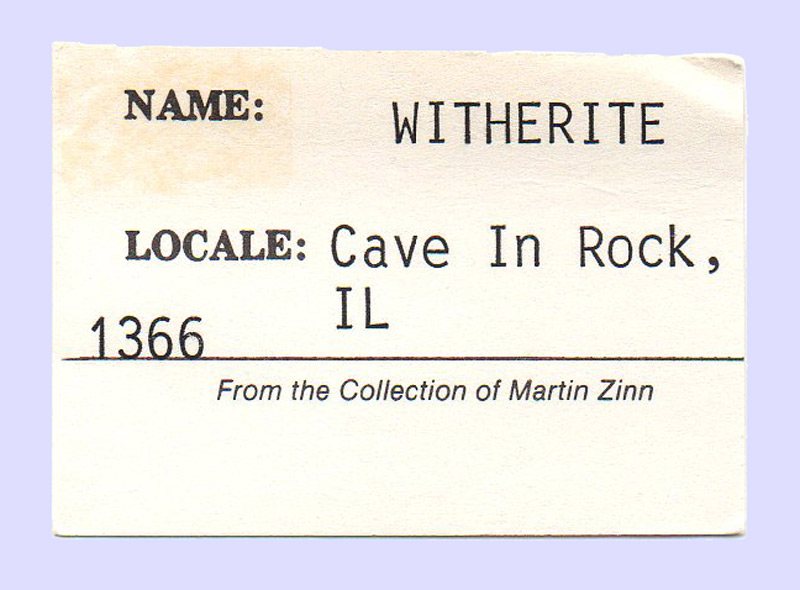 NAME: WITHERITE
LOCALE: Cave In Rock,
IL
1366
From the Collection of Martin Zinn